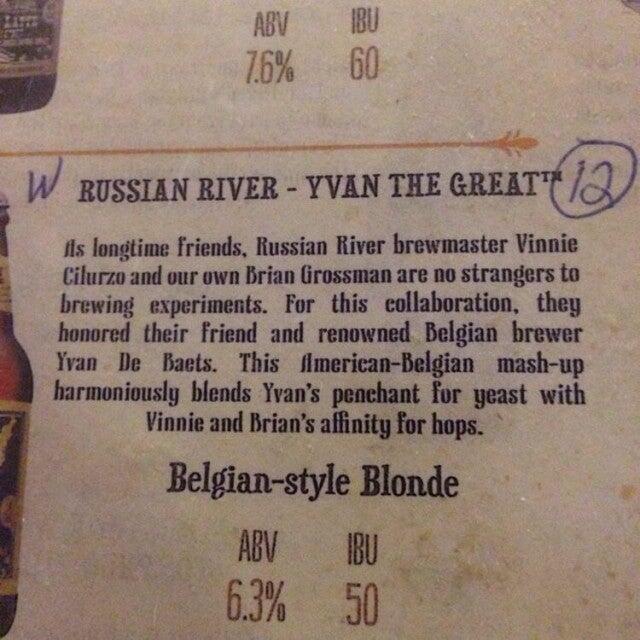 ABV IBU
7.6% 60
W RUSSIAN RIVER - YVAN THE GREAT™ 12
As longtime friends, Russian River brewmaster Vinnie
Cilurzo and our own Brian Grossman are no strangers to
brewing experiments. For this collaboration, they
honored their friend and renowned Belgian brewer
Yvan De Baets. This American-Belgian mash-up
harmoniously blends Yvan's penchant for yeast with
Vinnie and Brian's affinity for hops.
Belgian-style Blonde
ABV IBU
6.3% 50